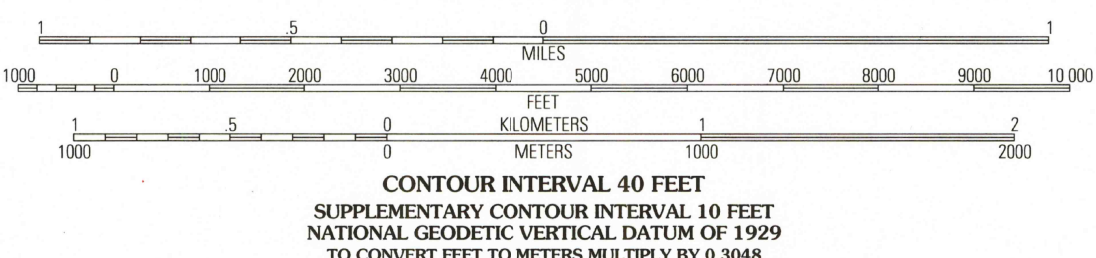 1 .5 0 1
MILES
1000 0 1000 2000 3000 4000 5000 6000 7000 8000 9000 10 000
FEET
1 .5 0 KILOMETERS 1 2
1000 0 METERS 1000 2000
CONTOUR INTERVAL 40 FEET
SUPPLEMENTARY CONTOUR INTERVAL 10 FEET
NATIONAL GEODETIC VERTICAL DATUM OF 1929
TO CONVERT FEET TO METERS MULTIPLY BY 0.3048